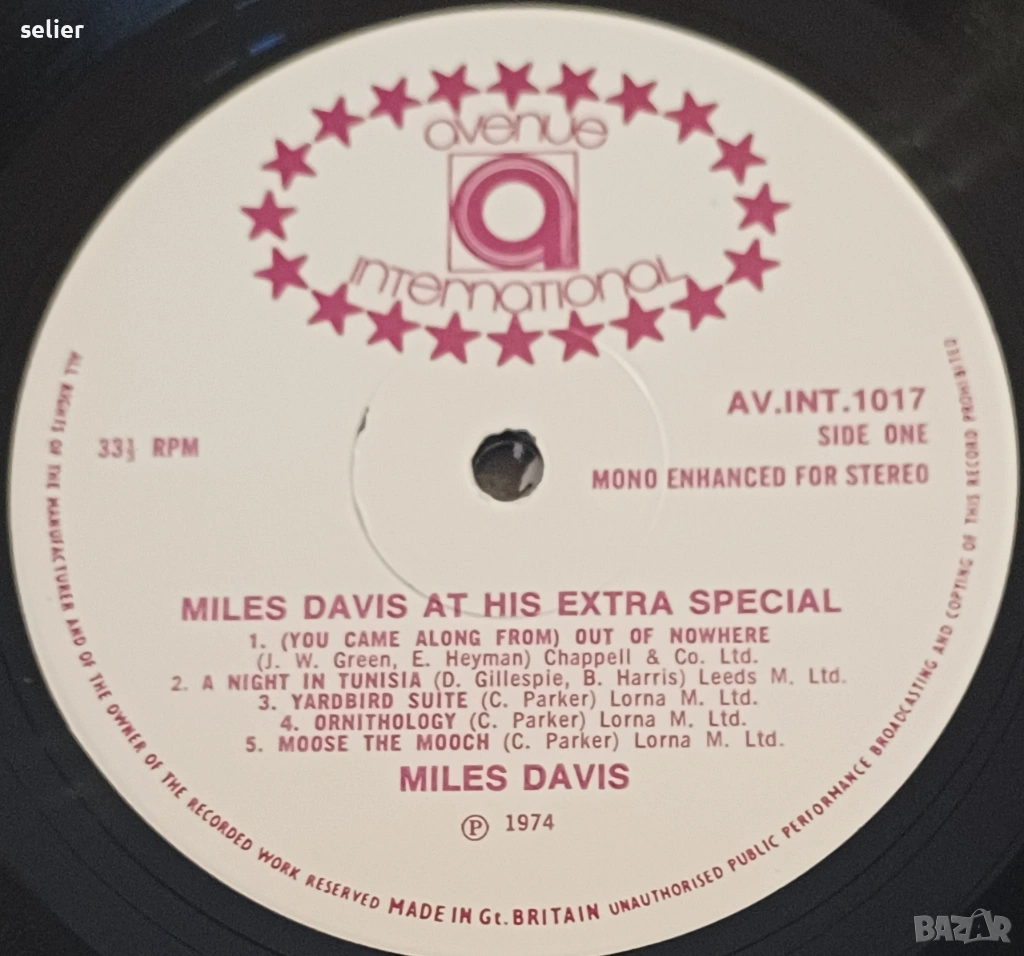 selier
avenue
a
INTERNATIONAL
AV.INT.1017
33⅓ RPM
SIDE ONE
MONO ENHANCED FOR STEREO
MILES DAVIS AT HIS EXTRA SPECIAL
1. (YOU CAME ALONG FROM) OUT OF NOWHERE
(J. W. Green, E. Heyman) Chappell & Co. Ltd.
2. A NIGHT IN TUNISIA (D. Gillespie, B. Harris) Leeds M. Ltd.
3. YARDBIRD SUITE (C. Parker) Lorna M. Ltd.
4. ORNITHOLOGY (C. Parker) Lorna M. Ltd.
5. MOOSE THE MOOCH (C. Parker) Lorna M. Ltd.
MILES DAVIS
℗ 1974
ALL RIGHTS OF THE MANUFACTURER AND OF THE OWNER OF THE RECORDED WORK RESERVED MADE IN Gt. BRITAIN UNAUTHORISED PUBLIC PERFORMANCE BROADCASTING AND COPYING OF THIS RECORD PROHIBITED
BAZAR